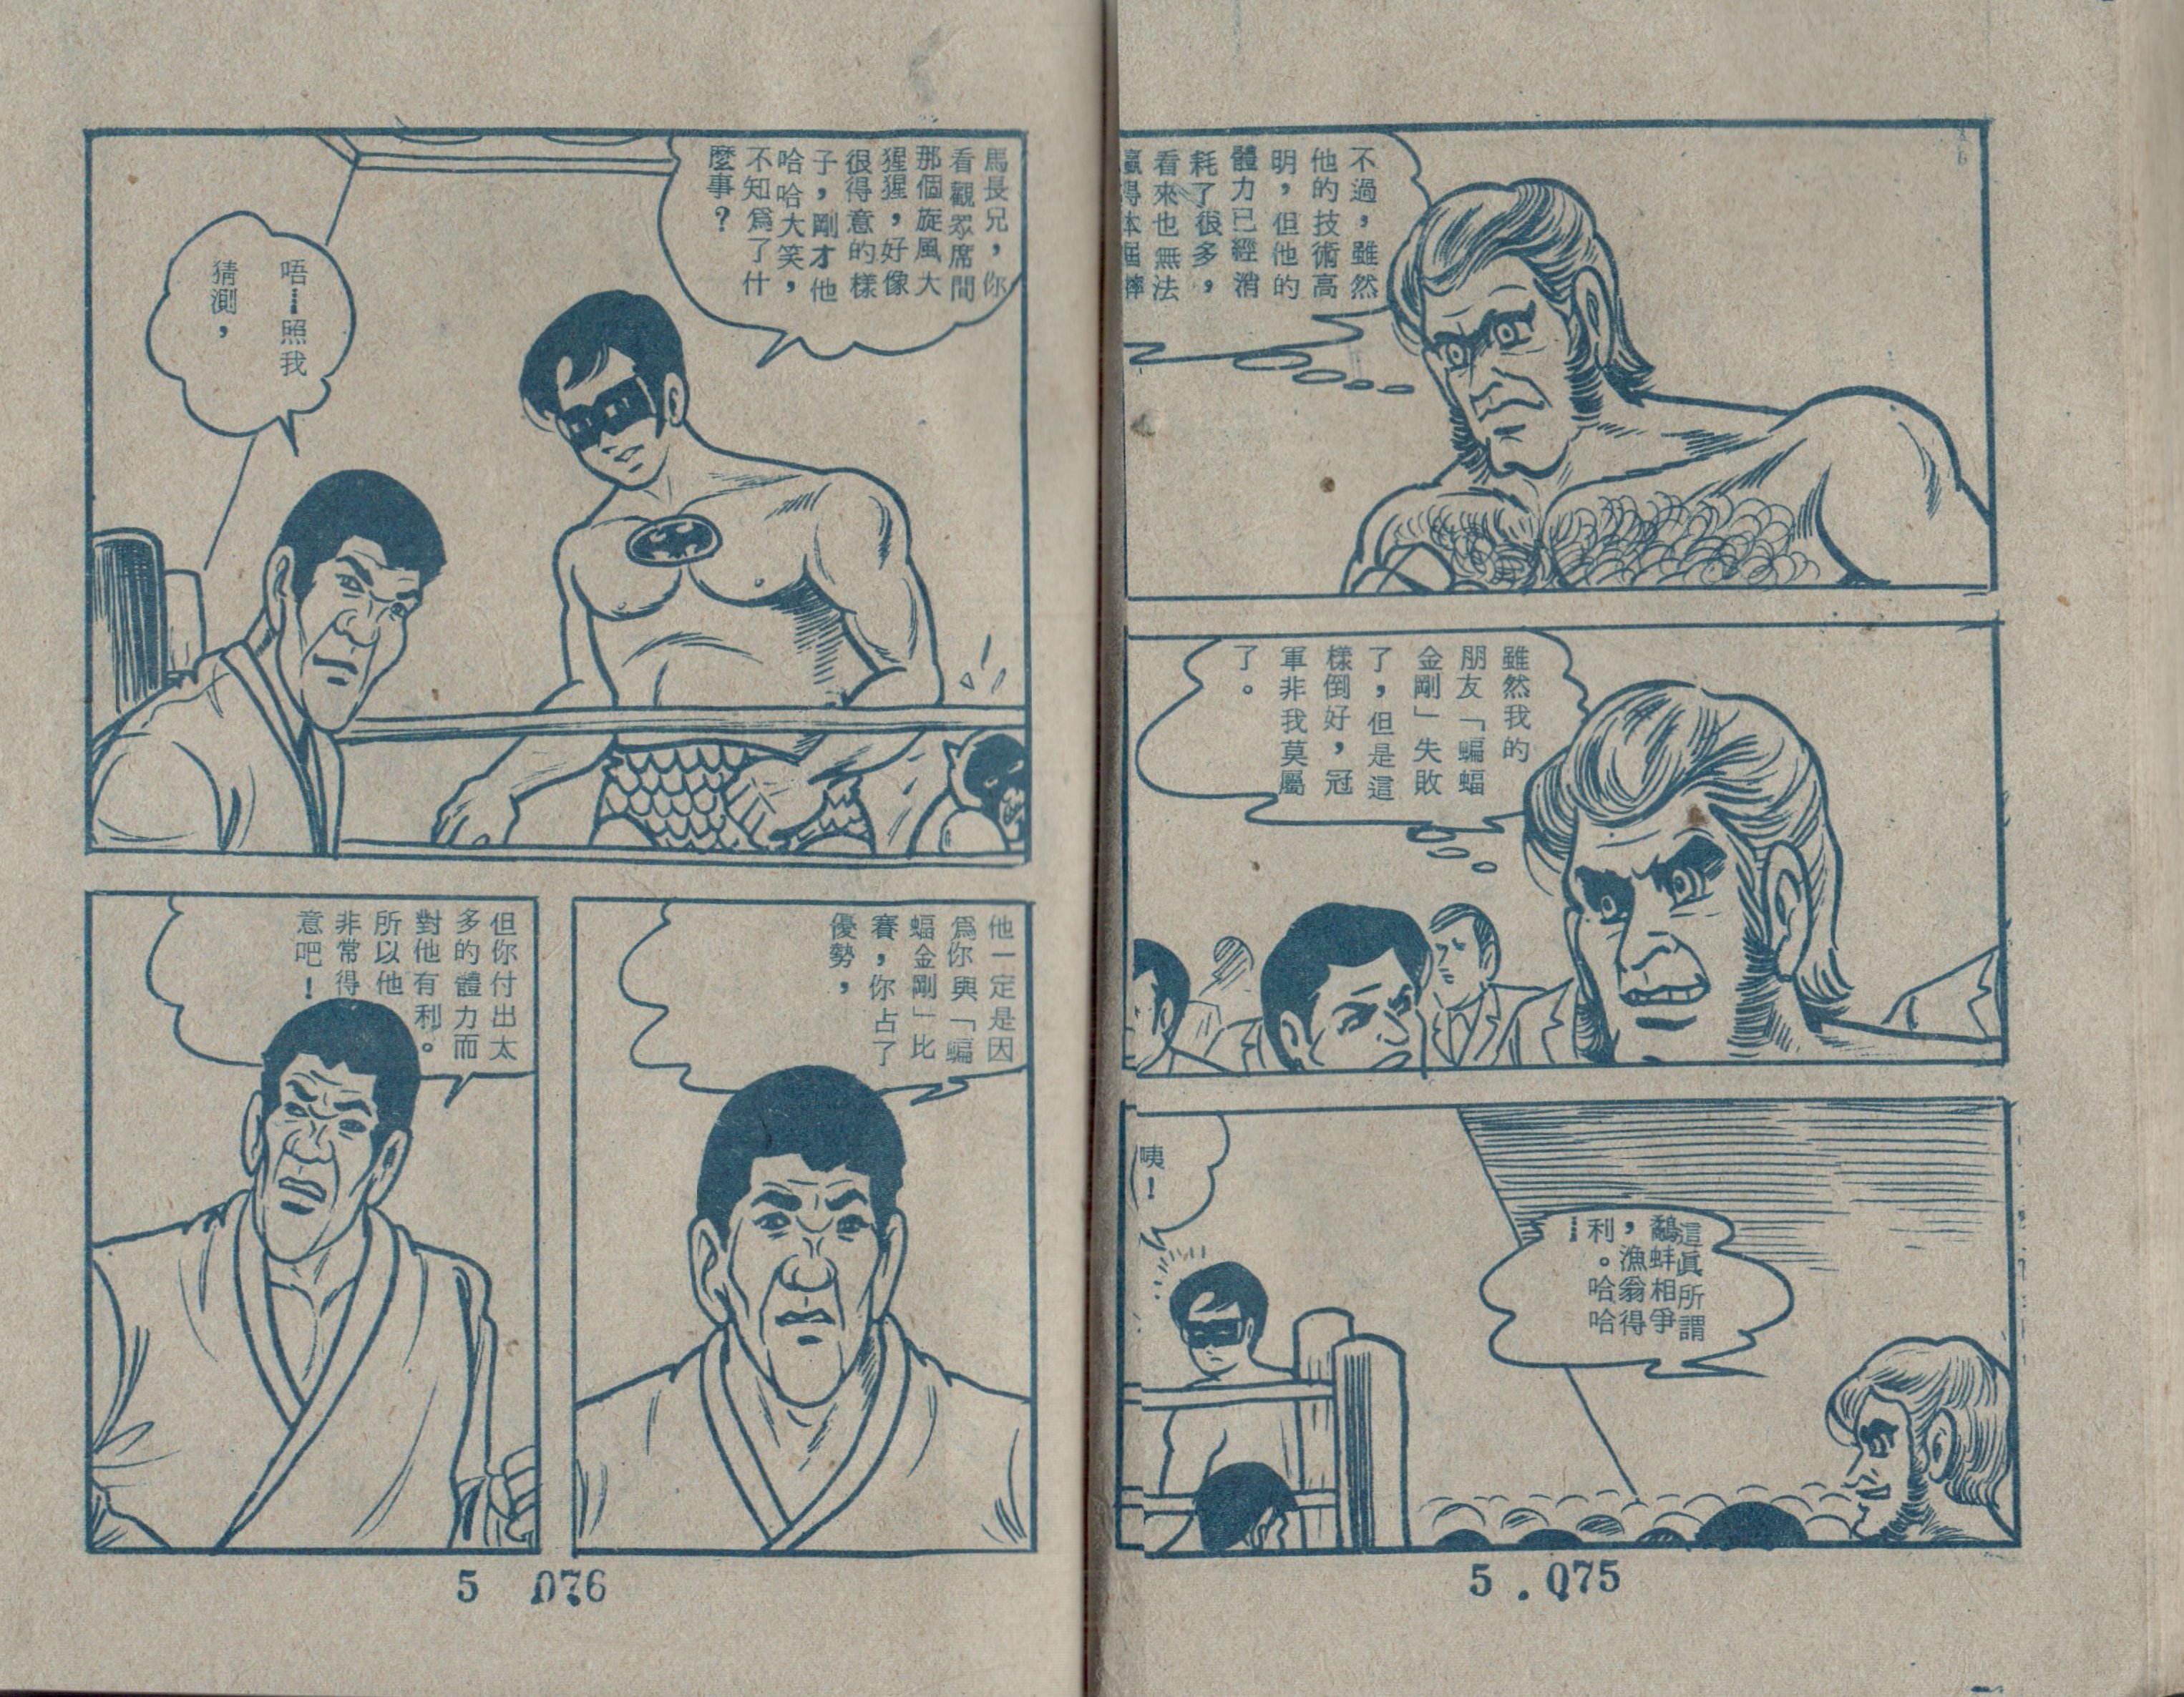 不過，雖然
他的技術高
明，但他的
體力已經消
耗了很多，
看來也無法
贏得本屆摔
雖然我的
朋友「蝙蝠
金剛」失敗
了，但是這
樣倒好，冠
軍非我莫屬
了。
這眞所謂
鷸蚌相爭
，漁翁得
利。哈哈
⋯⋯
咦！
5.075
馬長兄，你
看觀眾席間
那個旋風大
猩猩，好像
很得意的樣
子，剛才他
哈哈大笑，
不知爲了什
麼事？
唔⋯⋯照我
猜測，
他一定是因
爲你與「蝙
蝠金剛」比
賽，你占了
優勢，
但你付出太
多的體力而
對他有利。
所以他
非常得
意吧！
5 076